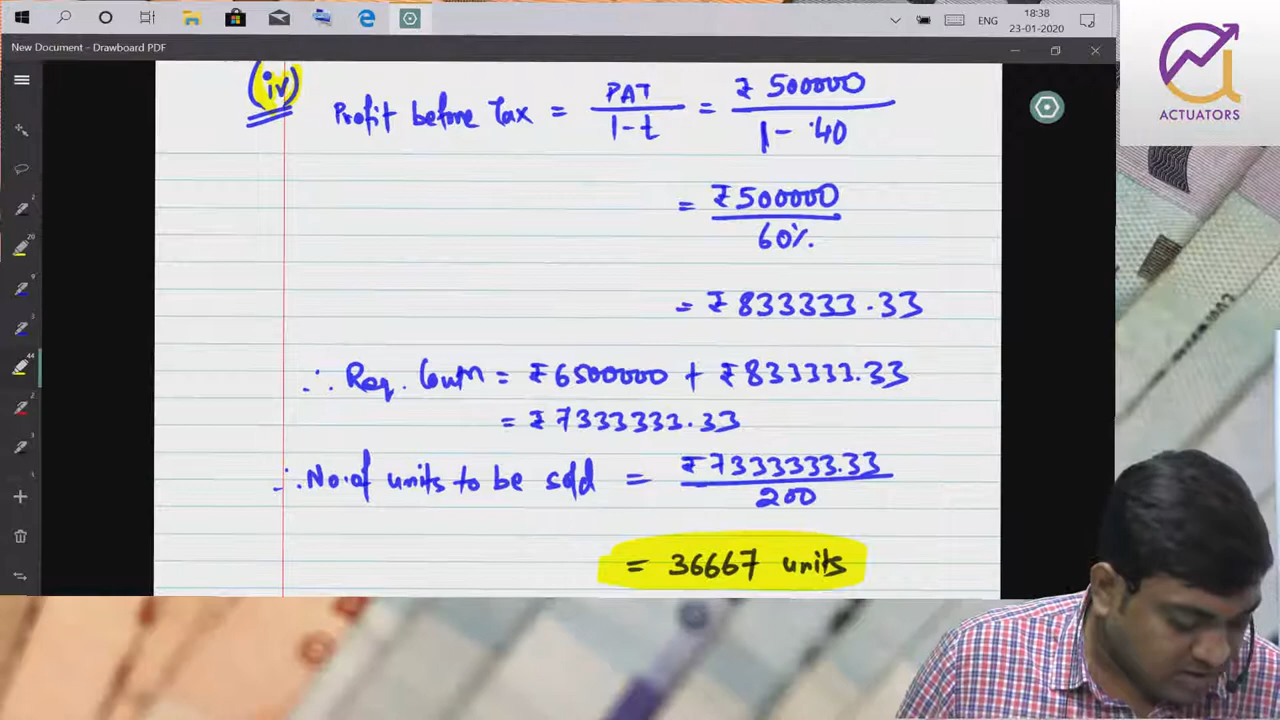 18:38
ENG
23-01-2020
New Document - Drawboard PDF
ACTUATORS
(iv)
Profit before Tax = PAT / 1-t = ₹ 500000 / 1- .40
= ₹500000 / 60%
= ₹833333.33
∴ Req. Contn = ₹6500000 + ₹833333.33
= ₹7333333.33
∴ No. of units to be sold = ₹7333333.33 / 200
= 36667 units